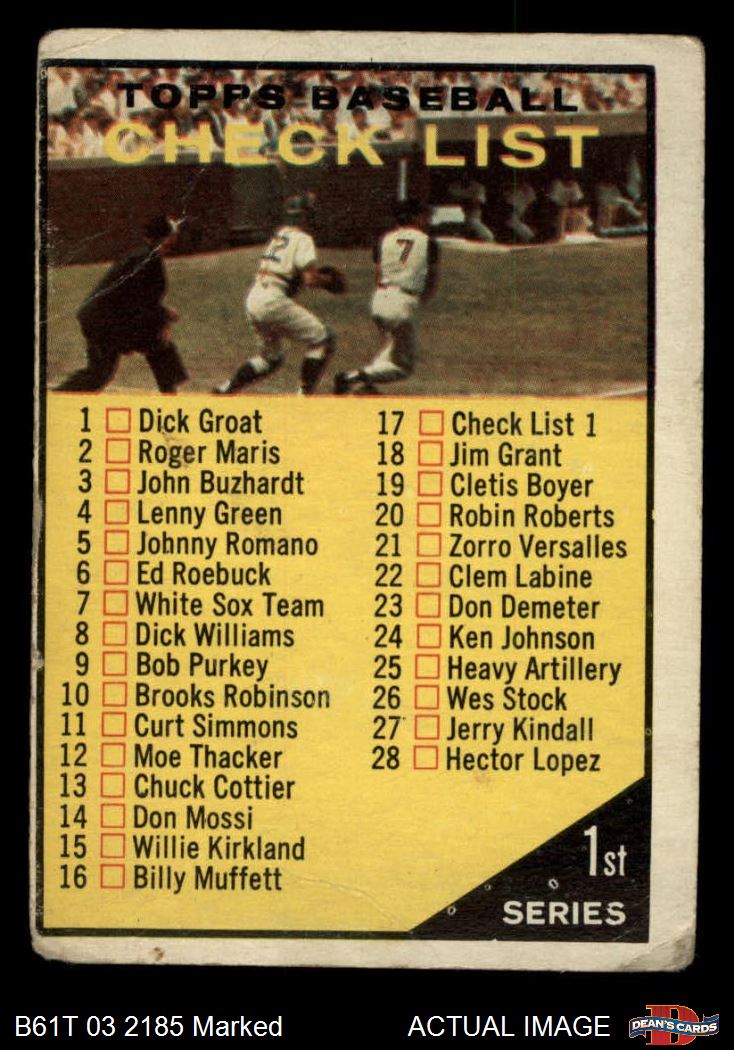 TOPPS BASEBALL
CHECK LIST
22
7
1 Dick Groat
2 Roger Maris
3 John Buzhardt
4 Lenny Green
5 Johnny Romano
6 Ed Roebuck
7 White Sox Team
8 Dick Williams
9 Bob Purkey
10 Brooks Robinson
11 Curt Simmons
12 Moe Thacker
13 Chuck Cottier
14 Don Mossi
15 Willie Kirkland
16 Billy Muffett
17 Check List 1
18 Jim Grant
19 Cletis Boyer
20 Robin Roberts
21 Zorro Versalles
22 Clem Labine
23 Don Demeter
24 Ken Johnson
25 Heavy Artillery
26 Wes Stock
27 Jerry Kindall
28 Hector Lopez
1st
SERIES
B61T 03 2185 Marked
ACTUAL IMAGE
D
DEAN'S CARDS